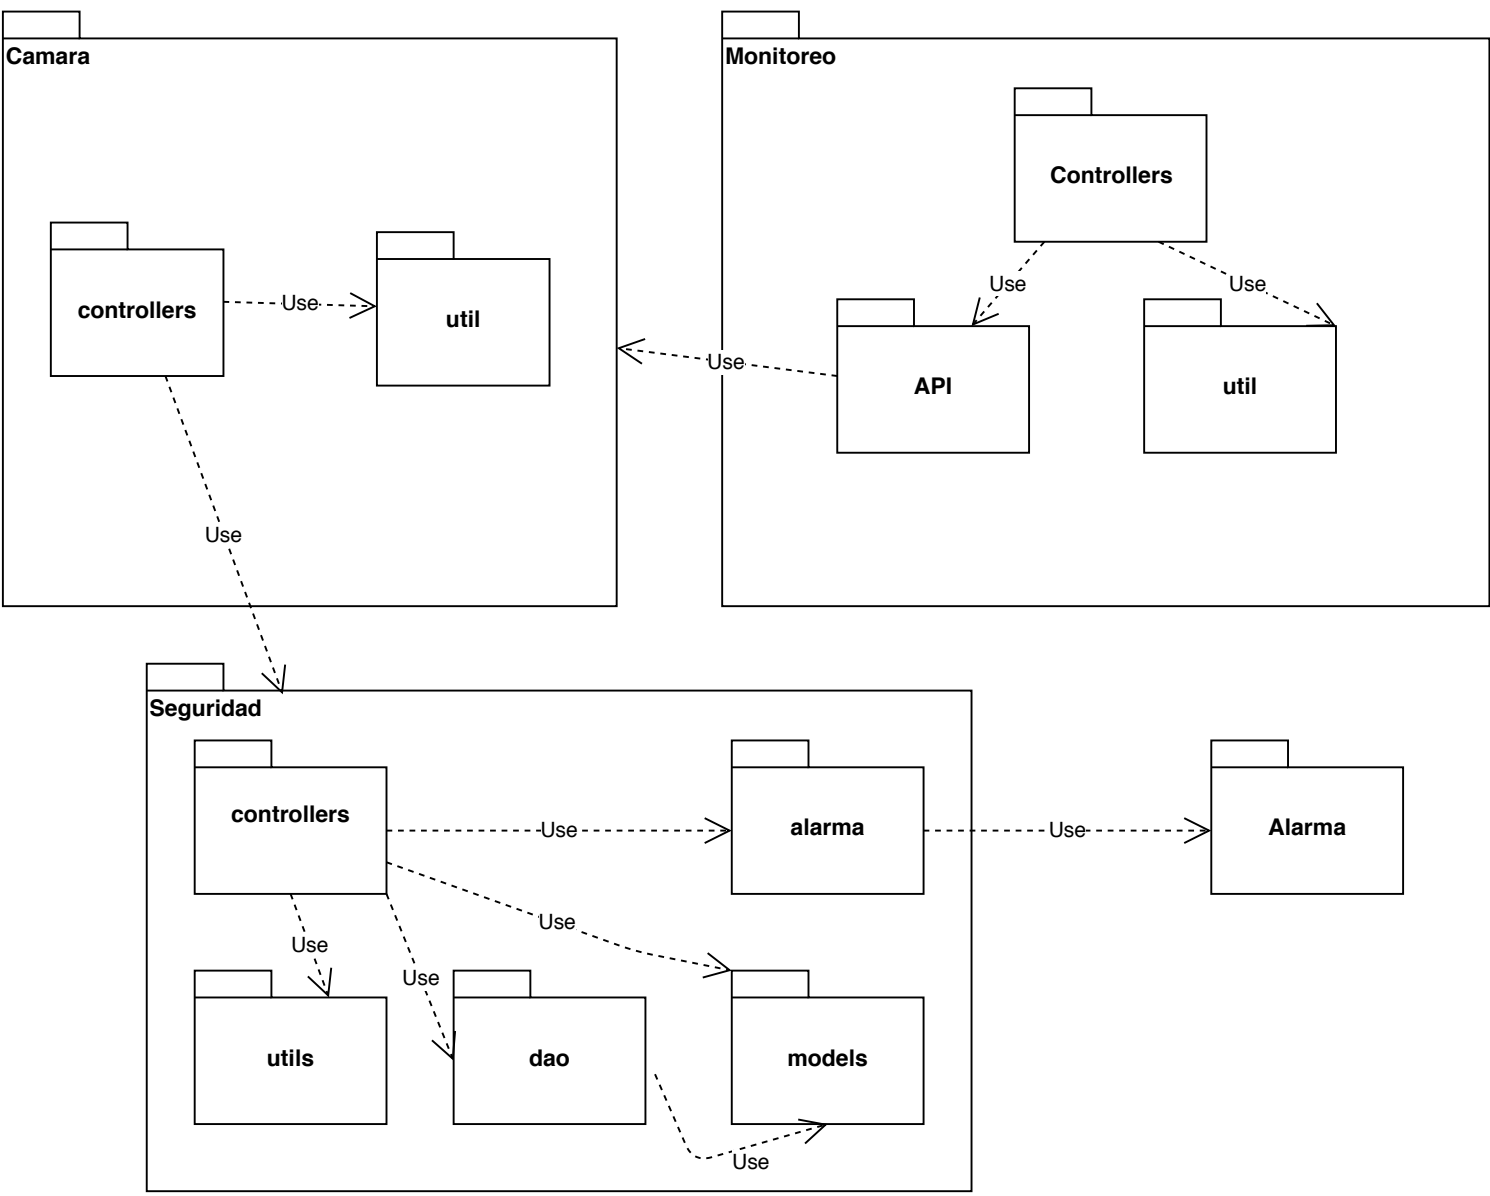 Camara
Monitoreo
Controllers
controllers
Use
util
Use
Use
Use
API
util
Use
Seguridad
controllers
Use
alarma
Use
Alarma
Use
Use
Use
utils
dao
models
Use